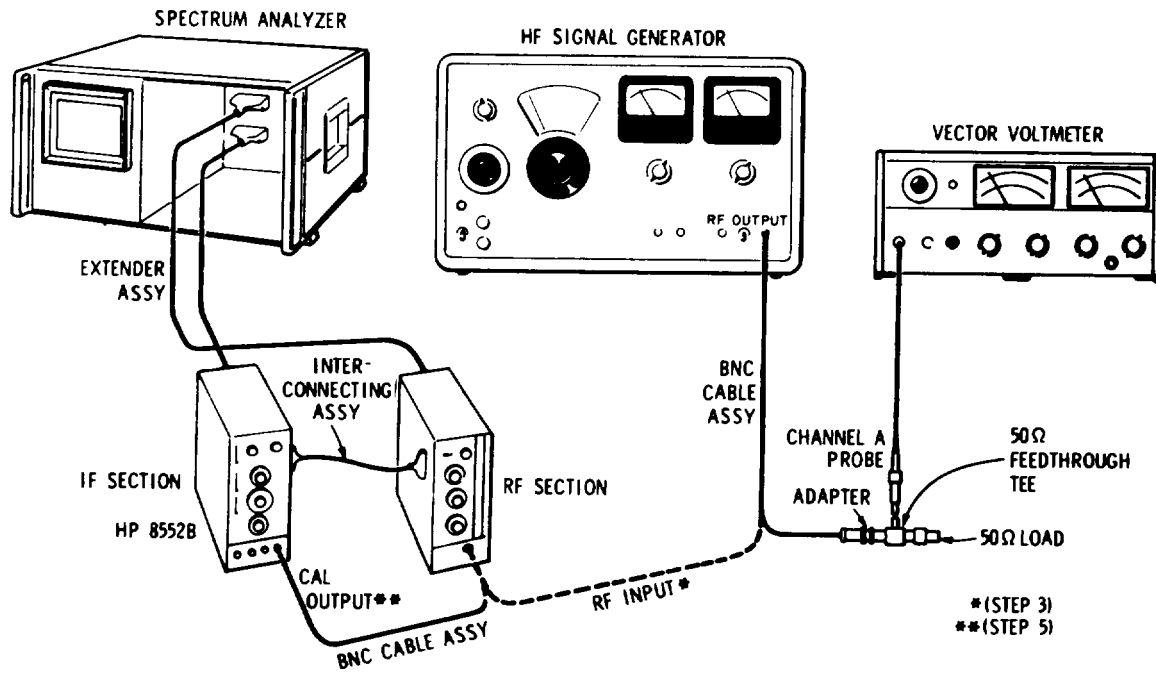 SPECTRUM ANALYZER
HF SIGNAL GENERATOR
VECTOR VOLTMETER
RF OUTPUT
EXTENDER
ASSY
INTER-
CONNECTING
ASSY
BNC
CABLE
ASSY
CHANNEL A
PROBE
50Ω
FEEDTHROUGH
TEE
ADAPTER
50Ω LOAD
IF SECTION
HP 8552B
RF SECTION
CAL
OUTPUT**
BNC CABLE ASSY
RF INPUT*
*(STEP 3)
**(STEP 5)